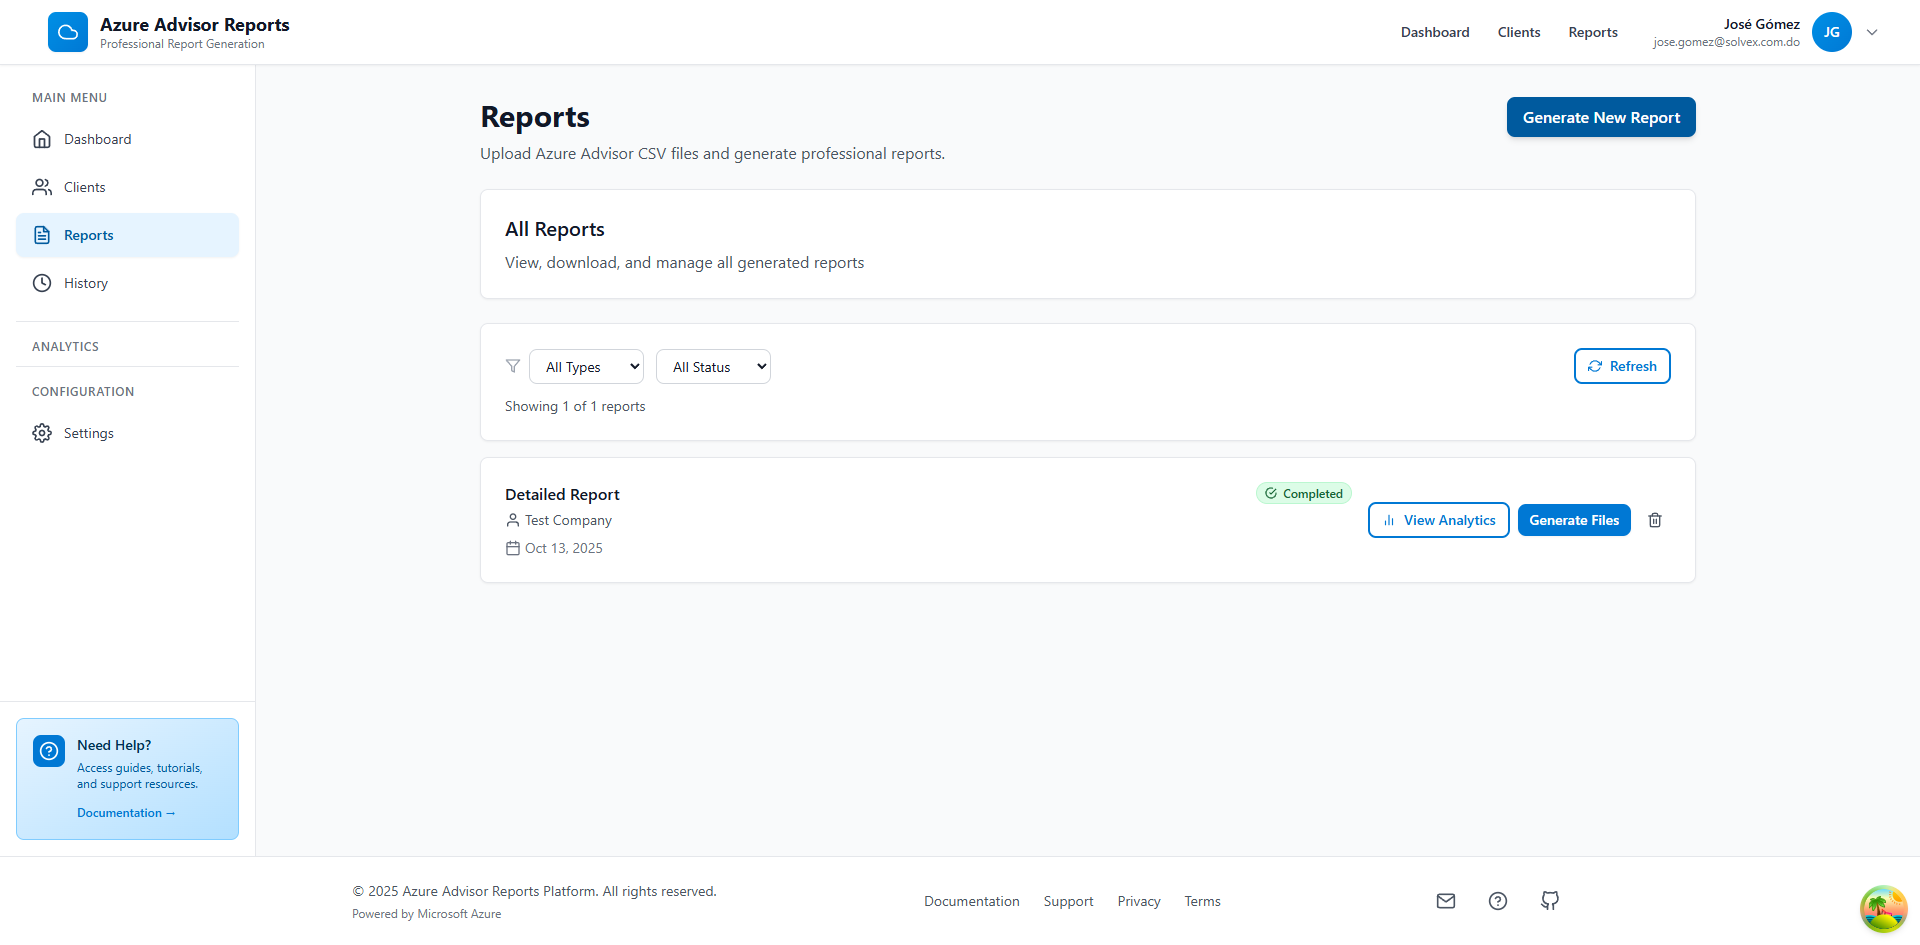 Azure Advisor Reports
Professional Report Generation
Dashboard
Clients
Reports
José Gómez
jose.gomez@solvex.com.do
JG
MAIN MENU
Dashboard
Clients
Reports
History
ANALYTICS
CONFIGURATION
Settings
Need Help?
Access guides, tutorials,
and support resources.
Documentation →
Reports
Generate New Report
Upload Azure Advisor CSV files and generate professional reports.
All Reports
View, download, and manage all generated reports
All Types
All Status
Refresh
Showing 1 of 1 reports
Detailed Report
Test Company
Oct 13, 2025
Completed
View Analytics
Generate Files
© 2025 Azure Advisor Reports Platform. All rights reserved.
Powered by Microsoft Azure
Documentation
Support
Privacy
Terms